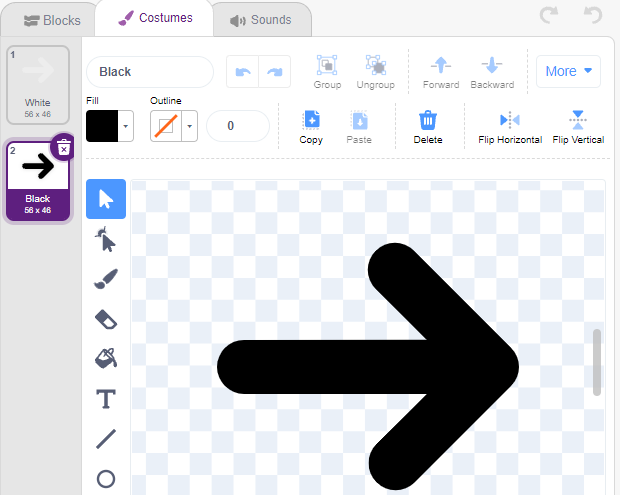 Blocks
Costumes
Sounds
1
White
56 x 46
2
Black
56 x 46
Black
Group
Ungroup
Forward
Backward
More
Fill
Outline
0
Copy
Paste
Delete
Flip Horizontal
Flip Vertical
T